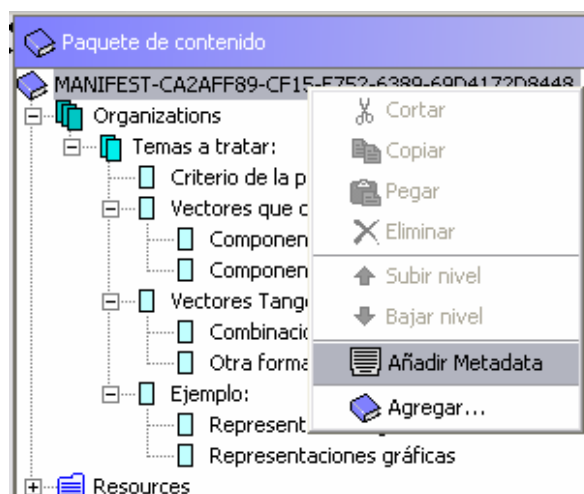 Paquete de contenido
MANIFEST-CA2AFF89-CF15-E752-6389-69D4172D8448
Organizations
Temas a tratar:
Criterio de la p
Vectores que c
Componen
Componen
Vectores Tang
Combinaci
Otra forma
Ejemplo:
Represent
Representaciones gráficas
Resources
Cortar
Copiar
Pegar
Eliminar
Subir nivel
Bajar nivel
Añadir Metadata
Agregar...